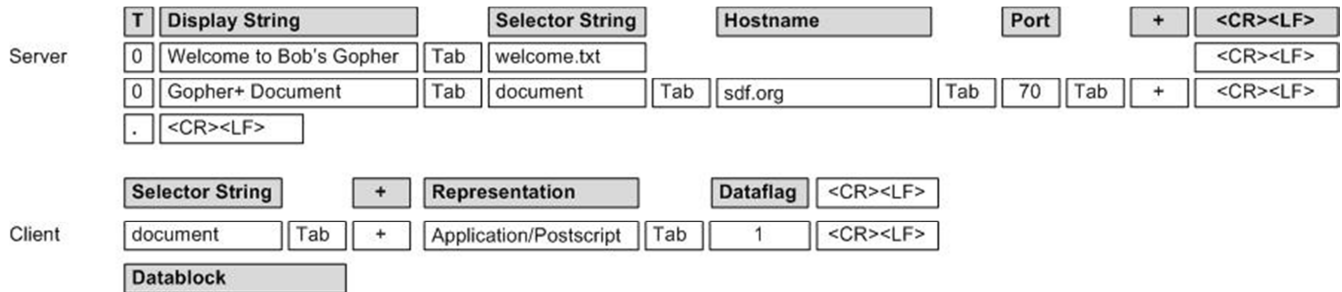 T Display String Selector String Hostname Port + <CR><LF>
Server 0 Welcome to Bob's Gopher Tab welcome.txt <CR><LF>
0 Gopher+ Document Tab document Tab sdf.org Tab 70 Tab + <CR><LF>
. <CR><LF>
Selector String + Representation Dataflag <CR><LF>
Client document Tab + Application/Postscript Tab 1 <CR><LF>
Datablock